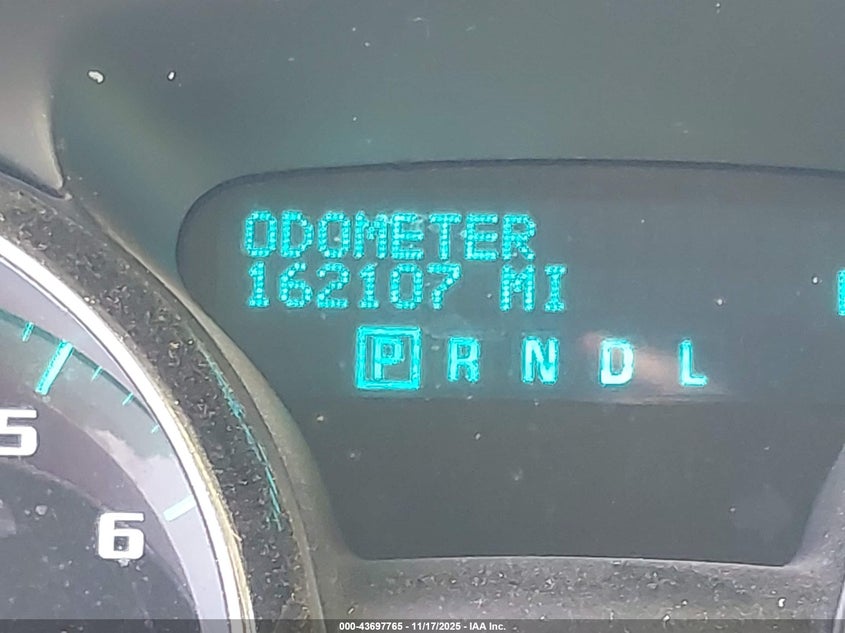 ODOMETER
162107 MI
P R N D L
5
6
000-43697765 - 11/17/2025 - IAA Inc.